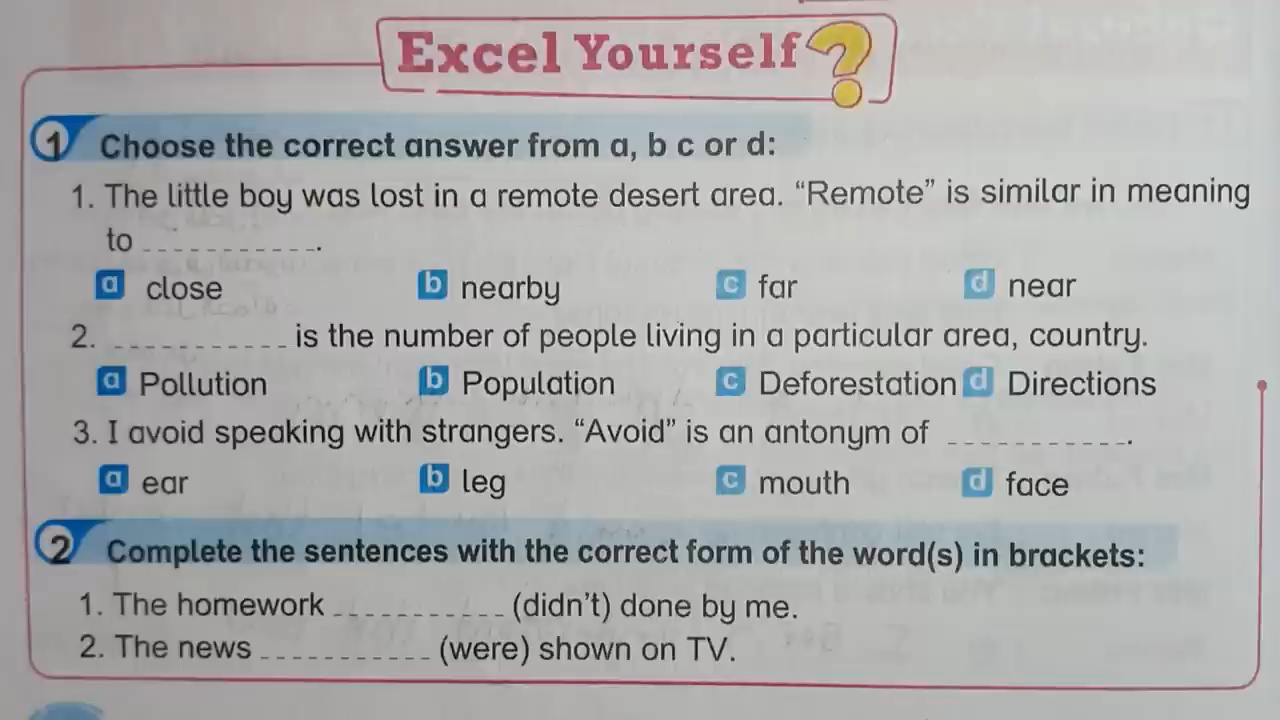 Excel Yourself?
1 Choose the correct answer from a, b c or d:
1. The little boy was lost in a remote desert area. “Remote” is similar in meaning
to ___________.
a close b nearby c far d near
2. ___________ is the number of people living in a particular area, country.
a Pollution b Population c Deforestation d Directions
3. I avoid speaking with strangers. “Avoid” is an antonym of ___________.
a ear b leg c mouth d face
2 Complete the sentences with the correct form of the word(s) in brackets:
1. The homework ___________ (didn’t) done by me.
2. The news ___________ (were) shown on TV.